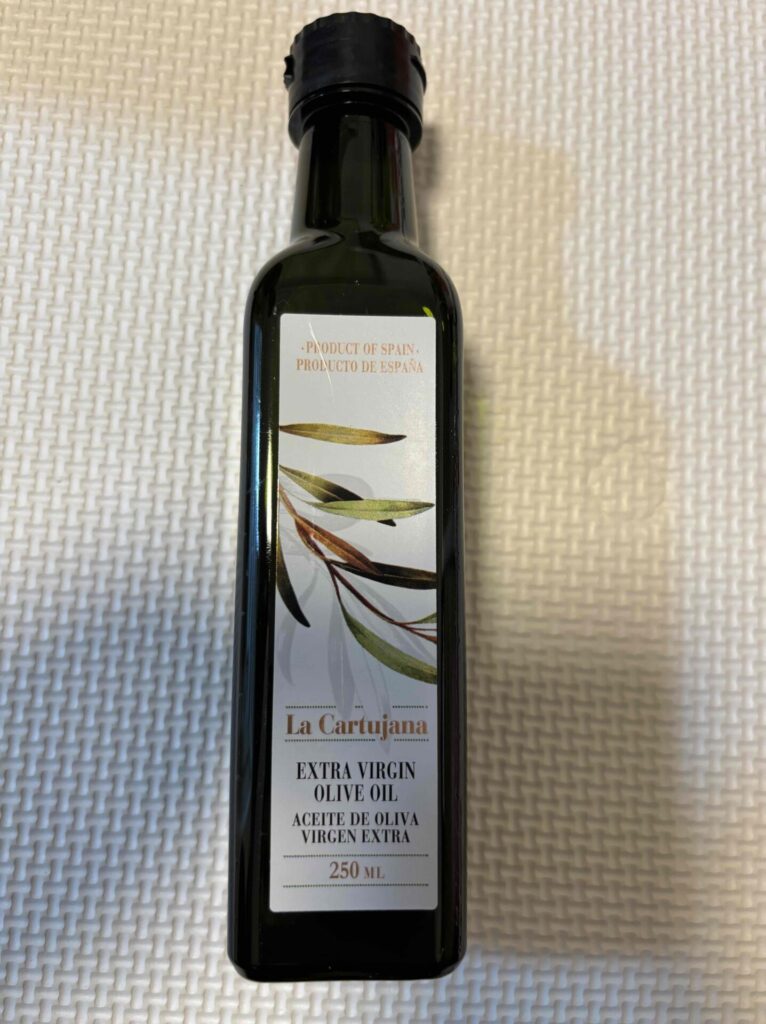 · PRODUCT OF SPAIN ·
PRODUCTO DE ESPAÑA
La Cartujana
EXTRA VIRGIN
OLIVE OIL
ACEITE DE OLIVA
VIRGEN EXTRA
250 ML